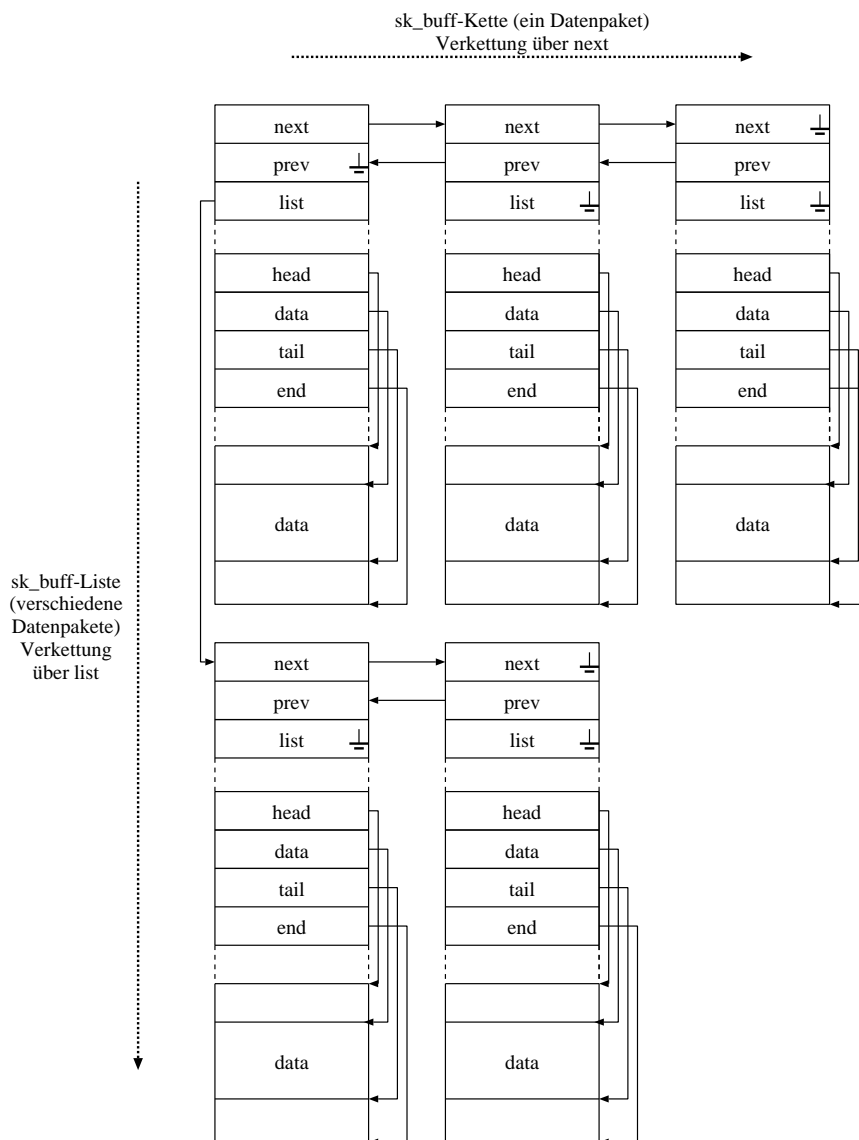 sk_buff-Kette (ein Datenpaket)
Verkettung über next
next next next
prev prev prev
list list list
head head head
data data data
tail tail tail
end end end
data data data
sk_buff-Liste
(verschiedene
Datenpakete)
Verkettung
über list
next next
prev prev
list list
head head
data data
tail tail
end end
data data